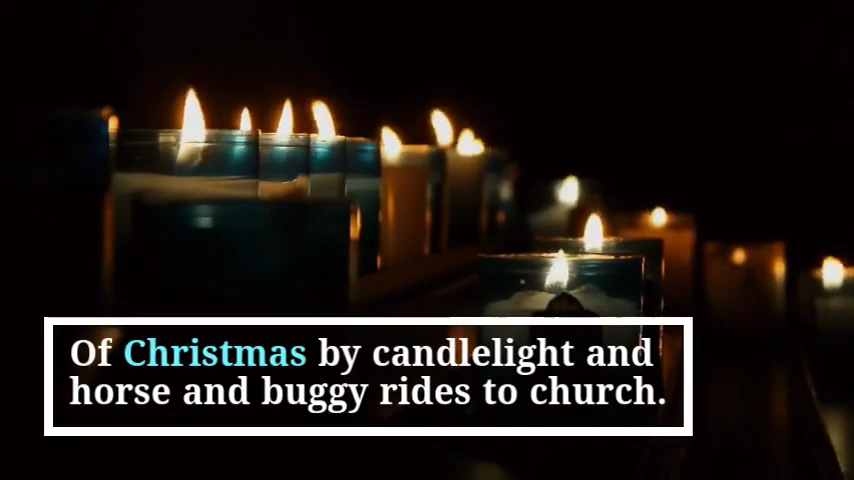 Of Christmas by candlelight and
horse and buggy rides to church.